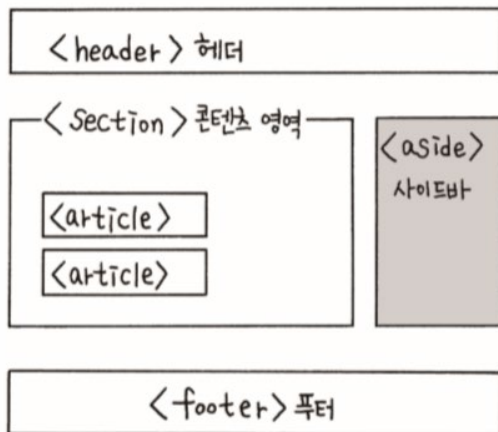 <header> 헤더
<section> 콘텐츠 영역
<article>
<article>
<aside>
사이드바
<footer> 푸터